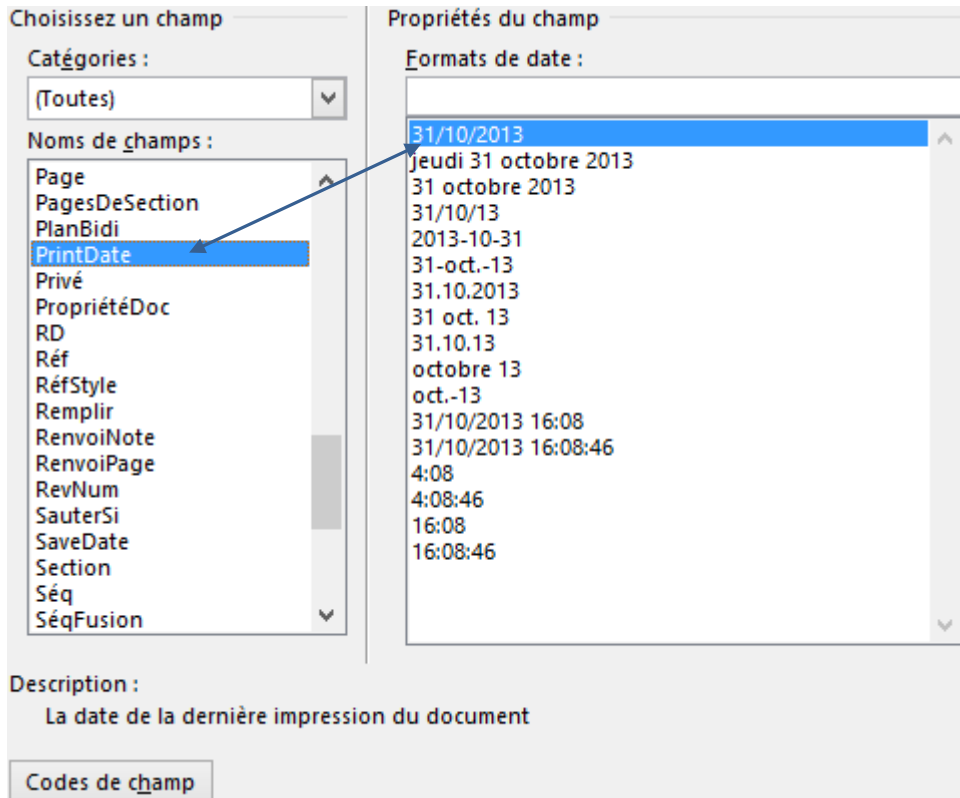 Choisissez un champ
Catégories :
(Toutes)
Noms de champs :
Page
PagesDeSection
PlanBidi
PrintDate
Privé
PropriétéDoc
RD
Réf
RéfStyle
Remplir
RenvoiNote
RenvoiPage
RevNum
SauterSi
SaveDate
Section
Séq
SéqFusion
Propriétés du champ
Formats de date :
31/10/2013
jeudi 31 octobre 2013
31 octobre 2013
31/10/13
2013-10-31
31-oct.-13
31.10.2013
31 oct. 13
31.10.13
octobre 13
oct.-13
31/10/2013 16:08
31/10/2013 16:08:46
4:08
4:08:46
16:08
16:08:46
Description :
La date de la dernière impression du document
Codes de champ